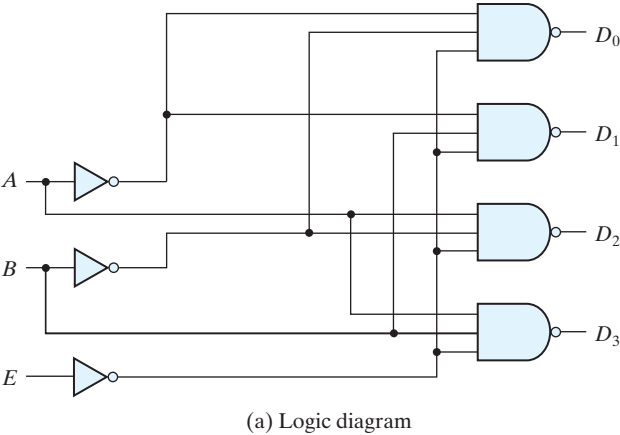 D₀
D₁
A
D₂
B
D₃
E
(a) Logic diagram